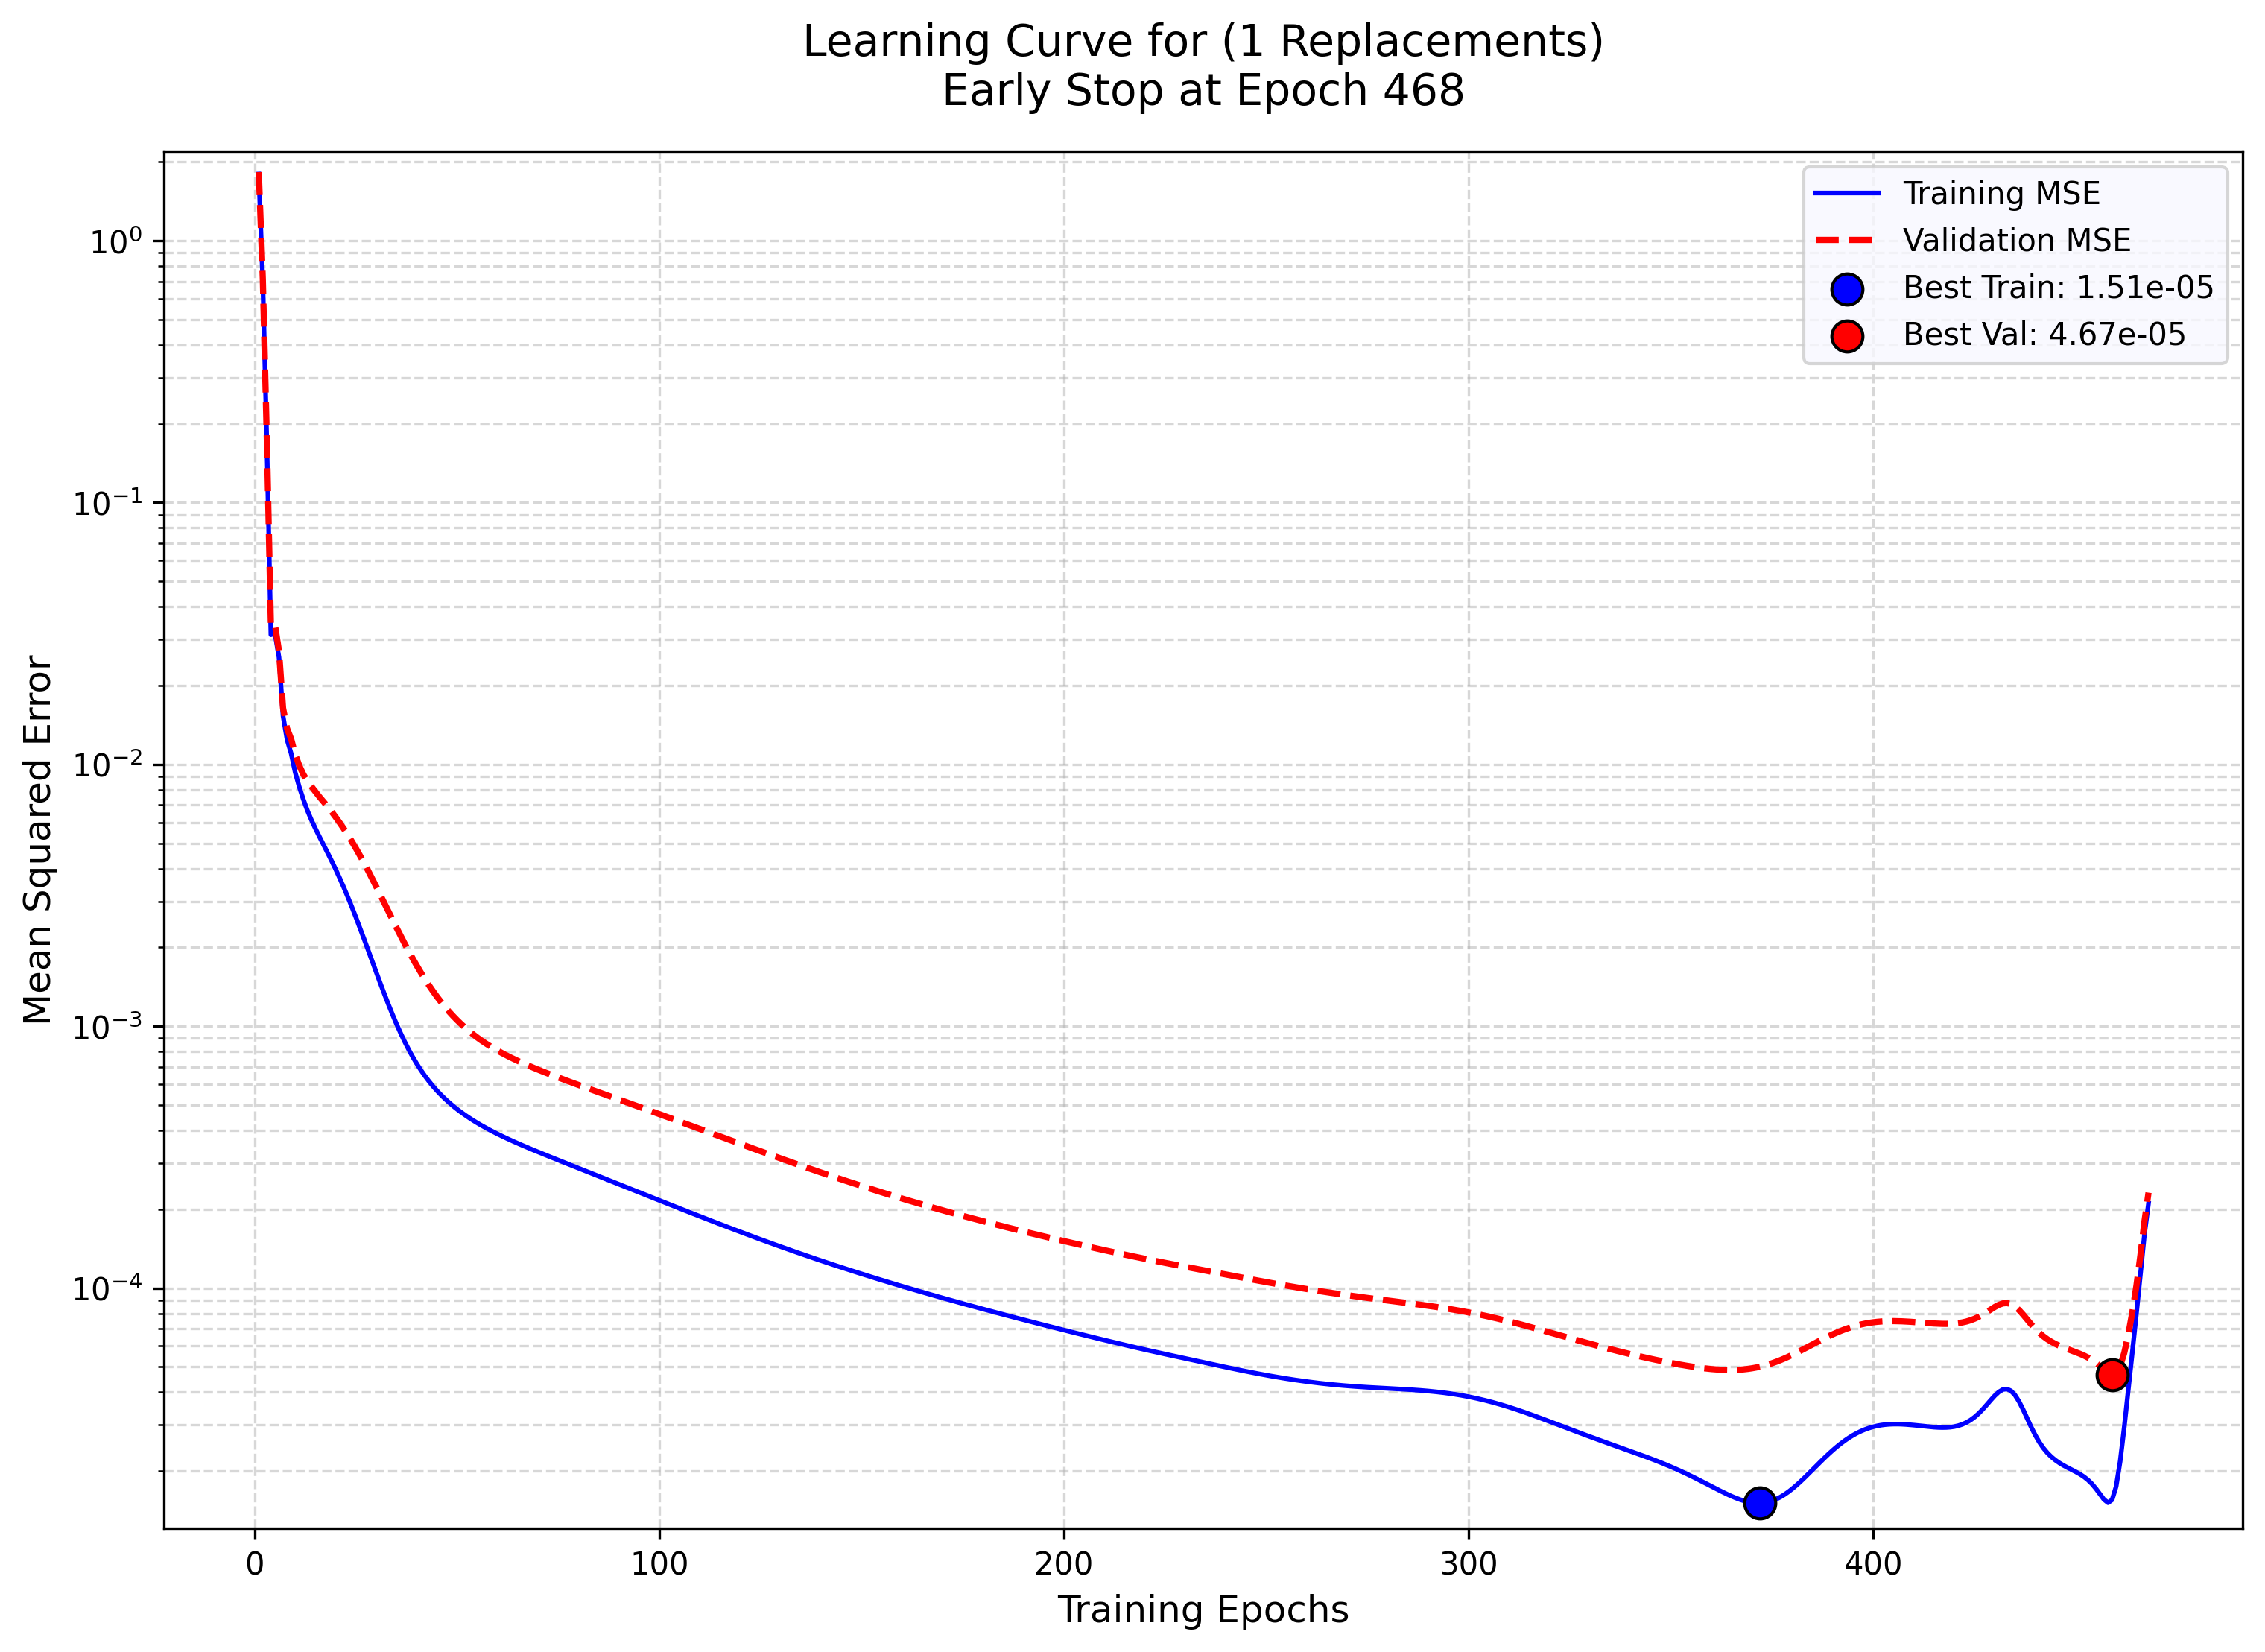 Learning Curve for (1 Replacements)
Early Stop at Epoch 468
Training MSE
Validation MSE
Best Train: 1.51e-05
Best Val: 4.67e-05
Mean Squared Error
10⁰
10⁻¹
10⁻²
10⁻³
10⁻⁴
0 100 200 300 400
Training Epochs